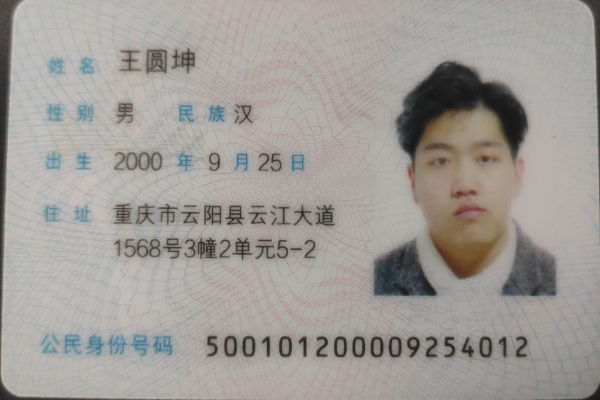 姓名 王圆坤
性别 男 民族 汉
出生 2000 年 9 月 25 日
住址 重庆市云阳县云江大道
1568号3幢2单元5-2
公民身份号码 500101200009254012